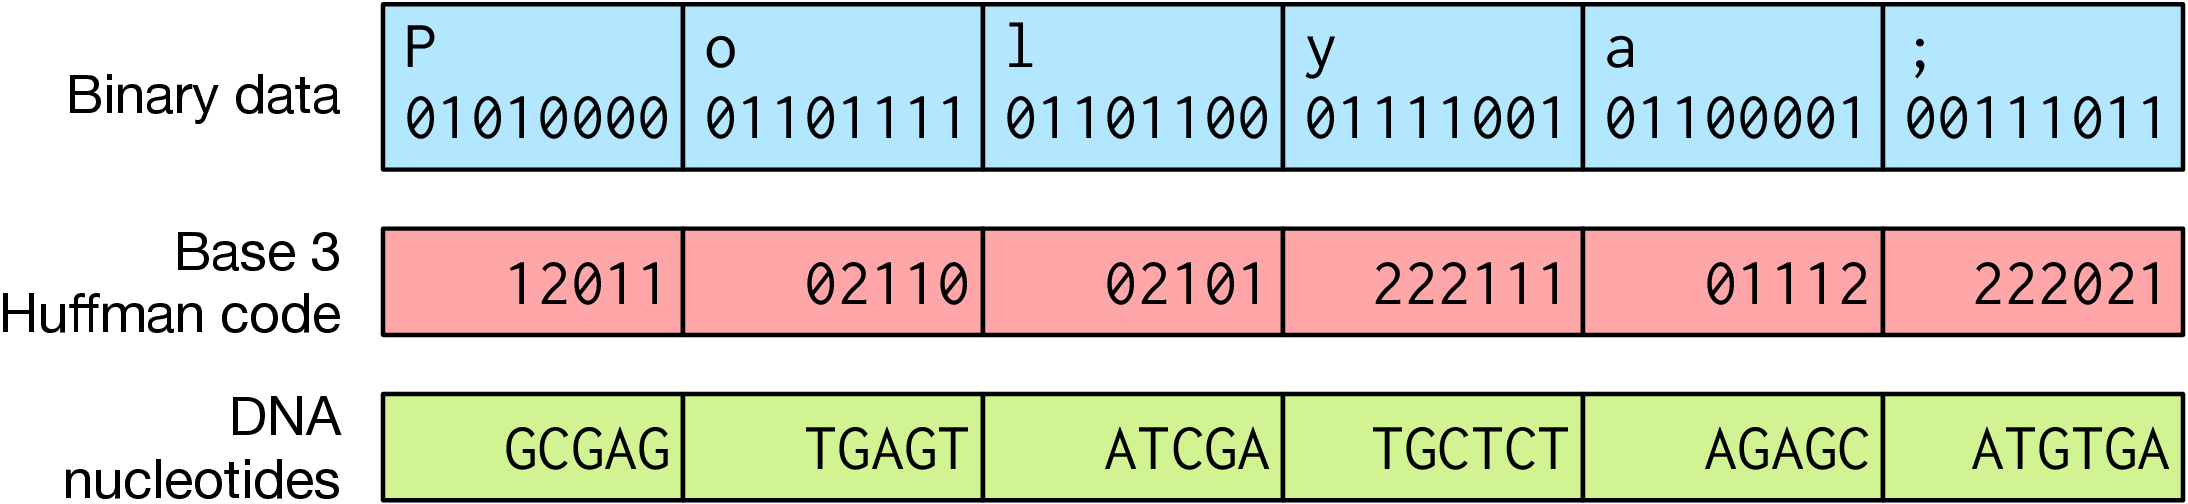 Binary data
P o l y a ;
01010000 01101111 01101100 01111001 01100001 00111011
Base 3
Huffman code
12011 02110 02101 222111 01112 222021
DNA
nucleotides
GCGAG TGAGT ATCGA TGCTCT AGAGC ATGTGA